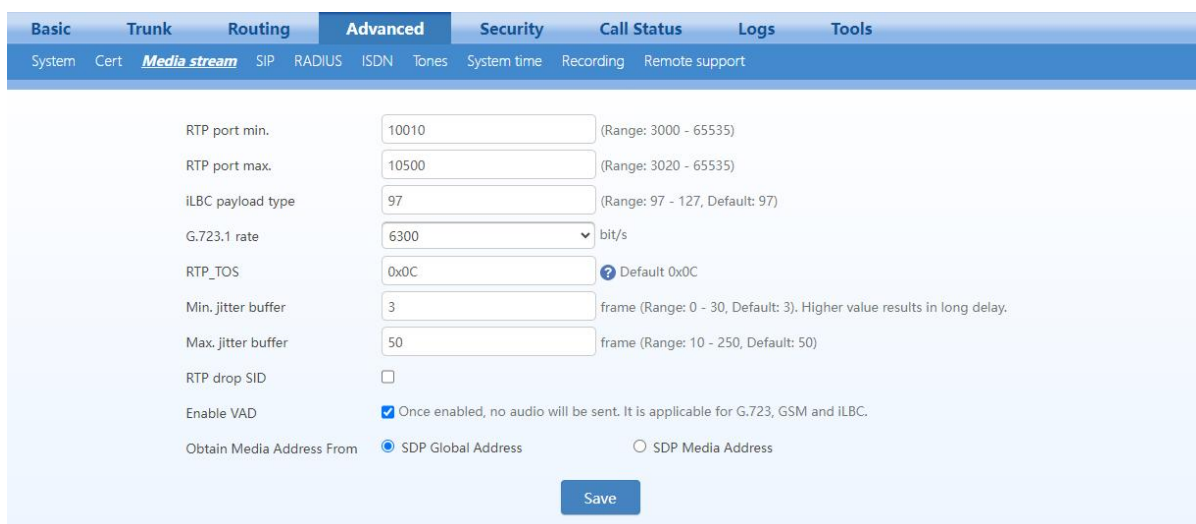 Basic Trunk Routing Advanced Security Call Status Logs Tools
System Cert Media stream SIP RADIUS ISDN Tones System time Recording Remote support
RTP port min. 10010 (Range: 3000 - 65535)
RTP port max. 10500 (Range: 3020 - 65535)
iLBC payload type 97 (Range: 97 - 127, Default: 97)
G.723.1 rate 6300 bit/s
RTP_TOS 0x0C ? Default 0x0C
Min. jitter buffer 3 frame (Range: 0 - 30, Default: 3). Higher value results in long delay.
Max. jitter buffer 50 frame (Range: 10 - 250, Default: 50)
RTP drop SID
Enable VAD Once enabled, no audio will be sent. It is applicable for G.723, GSM and iLBC.
Obtain Media Address From SDP Global Address SDP Media Address
Save